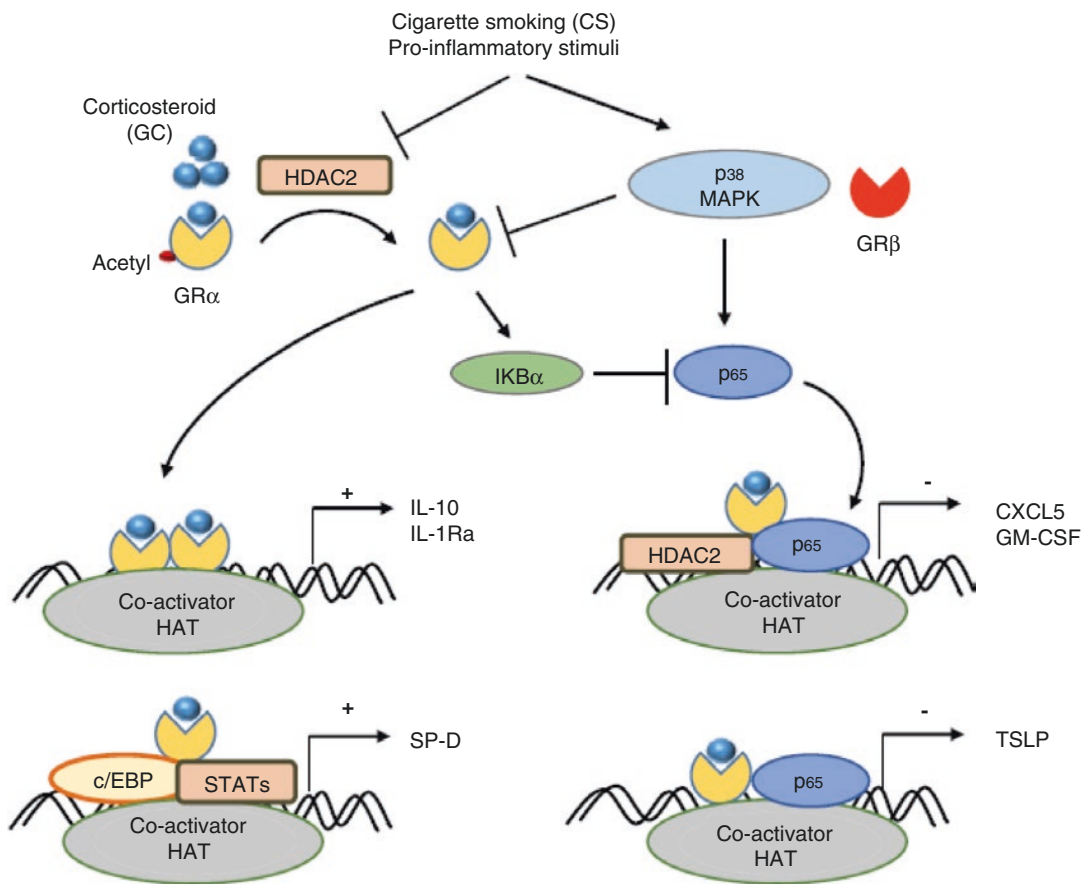 Cigarette smoking (CS)
Pro-inflammatory stimuli
Corticosteroid
(GC)
HDAC2
p38
MAPK
Acetyl
GRα
GRβ
IKBα
p65
+
IL-10
IL-1Ra
-
CXCL5
GM-CSF
HDAC2
p65
Co-activator
HAT
Co-activator
HAT
+
SP-D
-
TSLP
c/EBP
STATs
p65
Co-activator
HAT
Co-activator
HAT